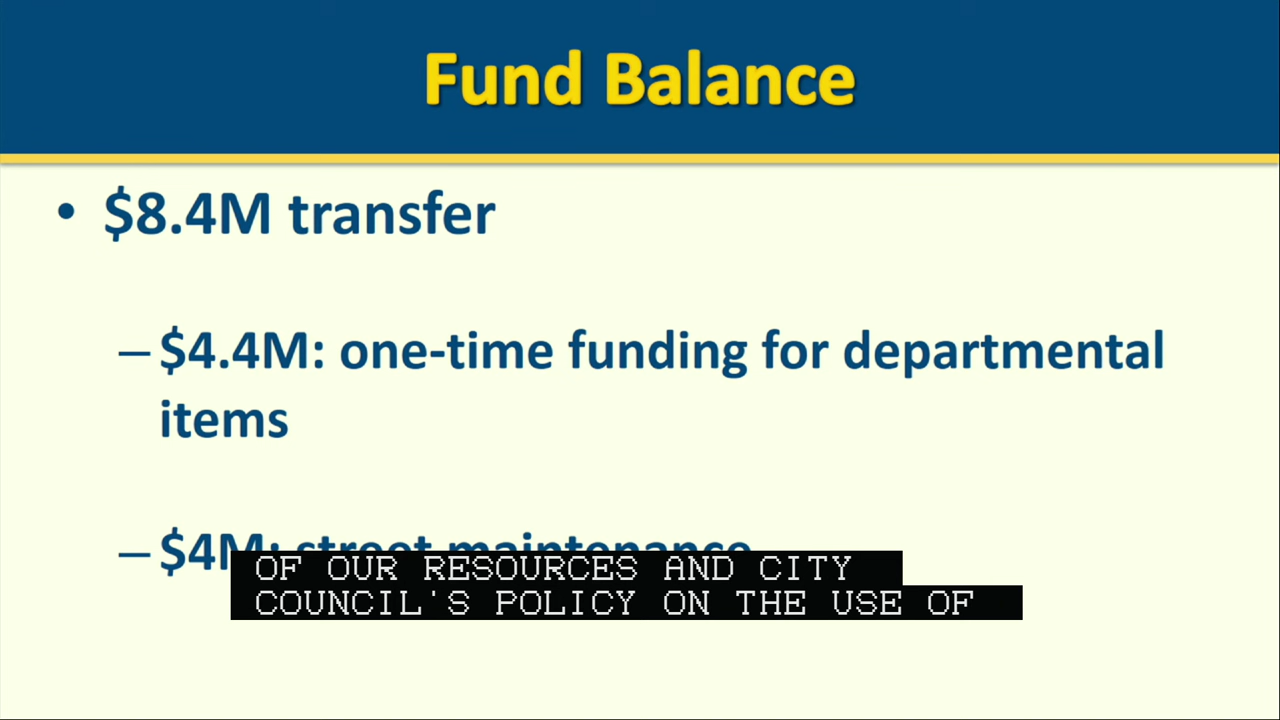 Fund Balance
• $8.4M transfer
– $4.4M: one-time funding for departmental
items
– $4M: street maintenance
OF OUR RESOURCES AND CITY
COUNCIL'S POLICY ON THE USE OF